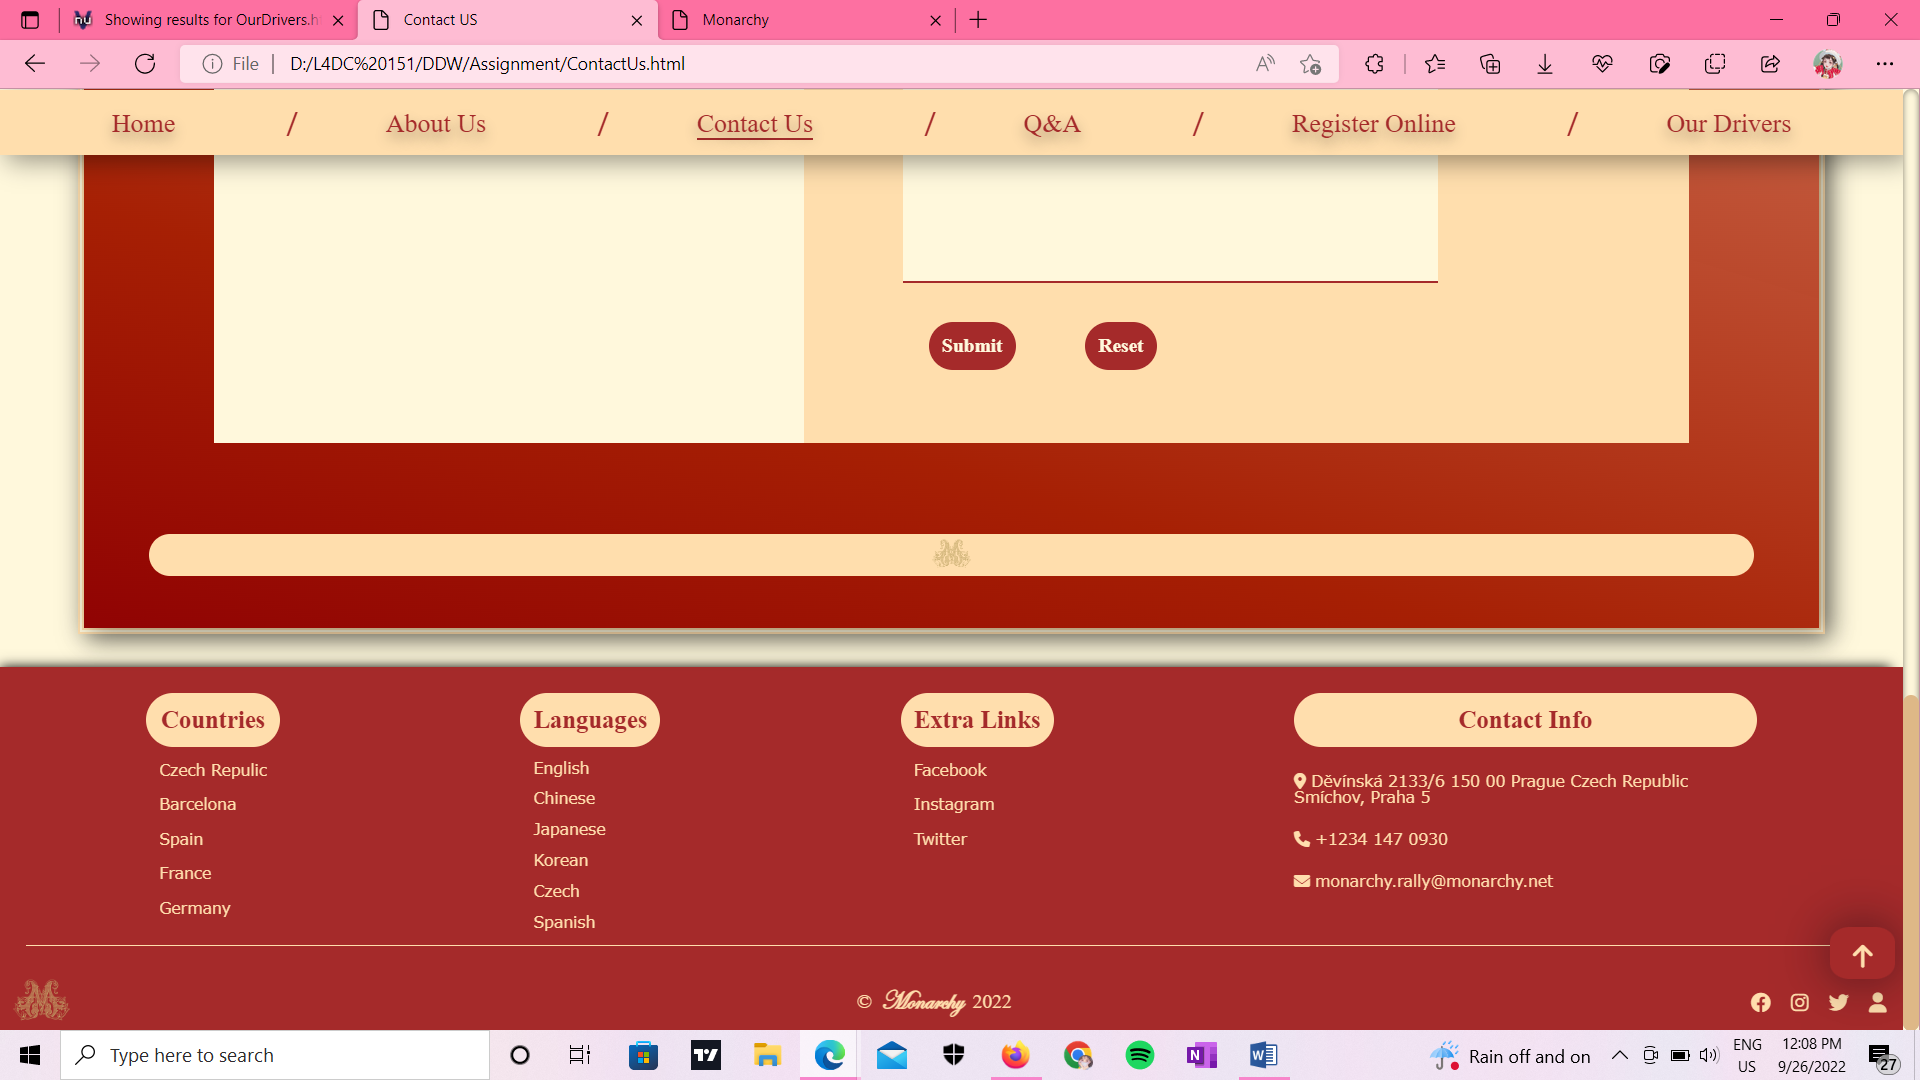 Showing results for OurDrivers.h
Contact US
Monarchy
File
D:/L4DC%20151/DDW/Assignment/ContactUs.html
Home / About Us / Contact Us / Q&A / Register Online / Our Drivers
Submit
Reset
Countries
Czech Repulic
Barcelona
Spain
France
Germany
Languages
English
Chinese
Japanese
Korean
Czech
Spanish
Extra Links
Facebook
Instagram
Twitter
Contact Info
Děvínská 2133/6 150 00 Prague Czech Republic
Smíchov, Praha 5
+1234 147 0930
monarchy.rally@monarchy.net
© Monarchy 2022
Type here to search
Rain off and on
ENG
US
12:08 PM
9/26/2022
27